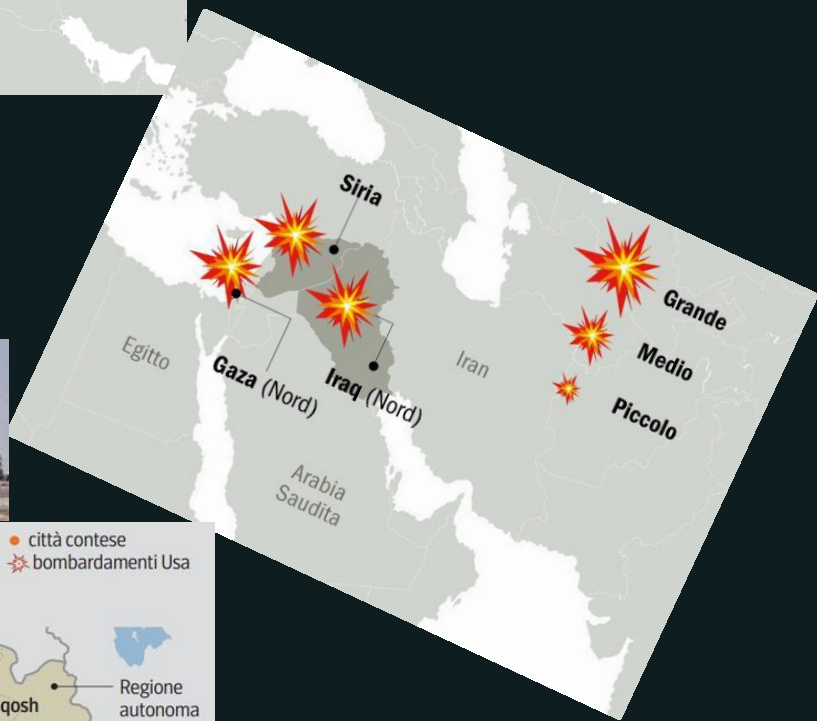 Siria
Grande
Medio
Piccolo
Iran
Egitto
Gaza (Nord)
Iraq (Nord)
Arabia
Saudita
città contese
bombardamenti Usa
Regione
autonoma
qosh